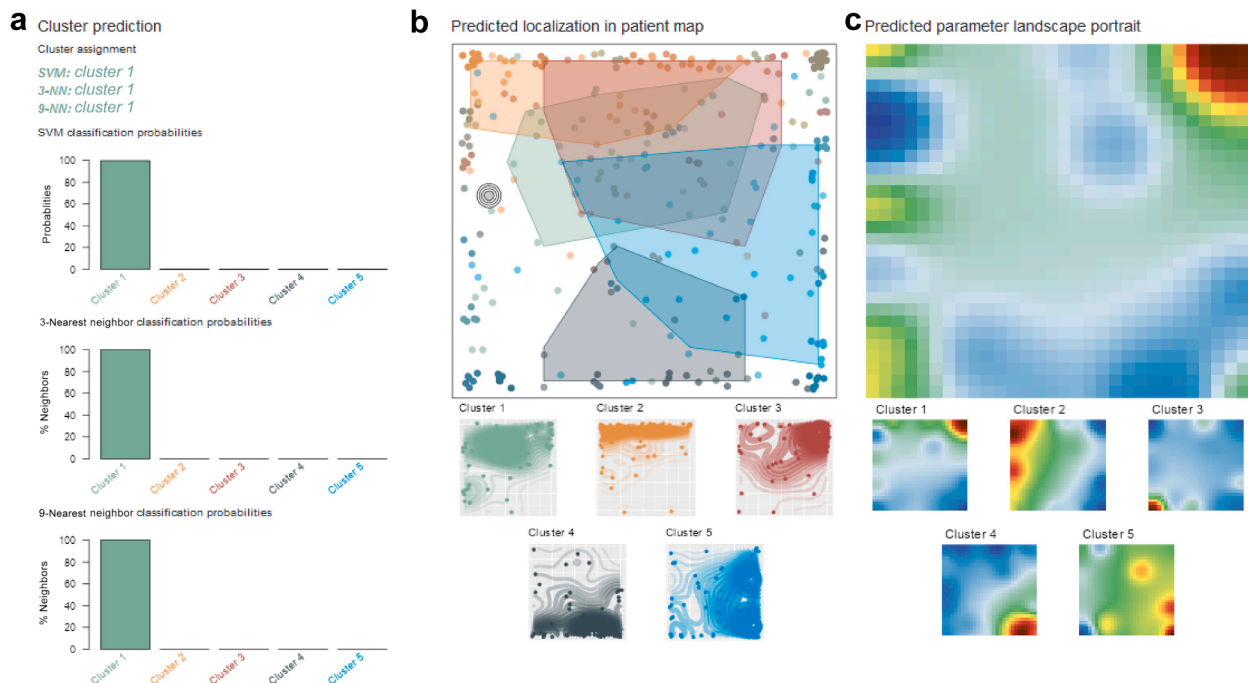 a
Cluster prediction
Cluster assignment
SVM: cluster 1
3-NN: cluster 1
9-NN: cluster 1
SVM classification probabilities
Probabilities
100
80
60
40
20
0
Cluster 1
Cluster 2
Cluster 3
Cluster 4
Cluster 5
3-Nearest neighbor classification probabilities
% Neighbors
100
80
60
40
20
0
Cluster 1
Cluster 2
Cluster 3
Cluster 4
Cluster 5
9-Nearest neighbor classification probabilities
% Neighbors
100
80
60
40
20
0
Cluster 1
Cluster 2
Cluster 3
Cluster 4
Cluster 5
b
Predicted localization in patient map
Cluster 1
Cluster 2
Cluster 3
Cluster 4
Cluster 5
c
Predicted parameter landscape portrait
Cluster 1
Cluster 2
Cluster 3
Cluster 4
Cluster 5